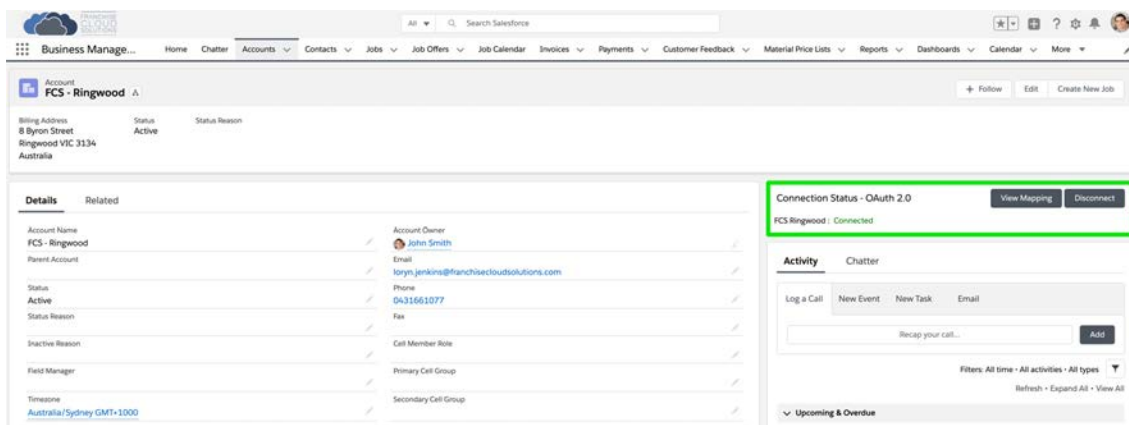 FRANCHISE
CLOUD
SOLUTIONS
All
Search Salesforce
Business Manage...
Home
Chatter
Accounts
Contacts
Jobs
Job Offers
Job Calendar
Invoices
Payments
Customer Feedback
Material Price Lists
Reports
Dashboards
Calendar
More
Account
FCS - Ringwood
+ Follow
Edit
Create New Job
Billing Address
8 Byron Street
Ringwood VIC 3134
Australia
Status
Active
Status Reason
Details
Related
Account Name
FCS - Ringwood
Parent Account
Status
Active
Status Reason
Inactive Reason
Field Manager
Timezone
Australia/Sydney GMT+1000
Account Owner
John Smith
Email
loryn.jenkins@franchisecloudsolutions.com
Phone
0431661077
Fax
Cell Member Role
Primary Cell Group
Secondary Cell Group
Connection Status - OAuth 2.0
View Mapping
Disconnect
FCS Ringwood : Connected
Activity
Chatter
Log a Call
New Event
New Task
Email
Recap your call...
Add
Filters: All time • All activities • All types
Refresh • Expand All • View All
Upcoming & Overdue